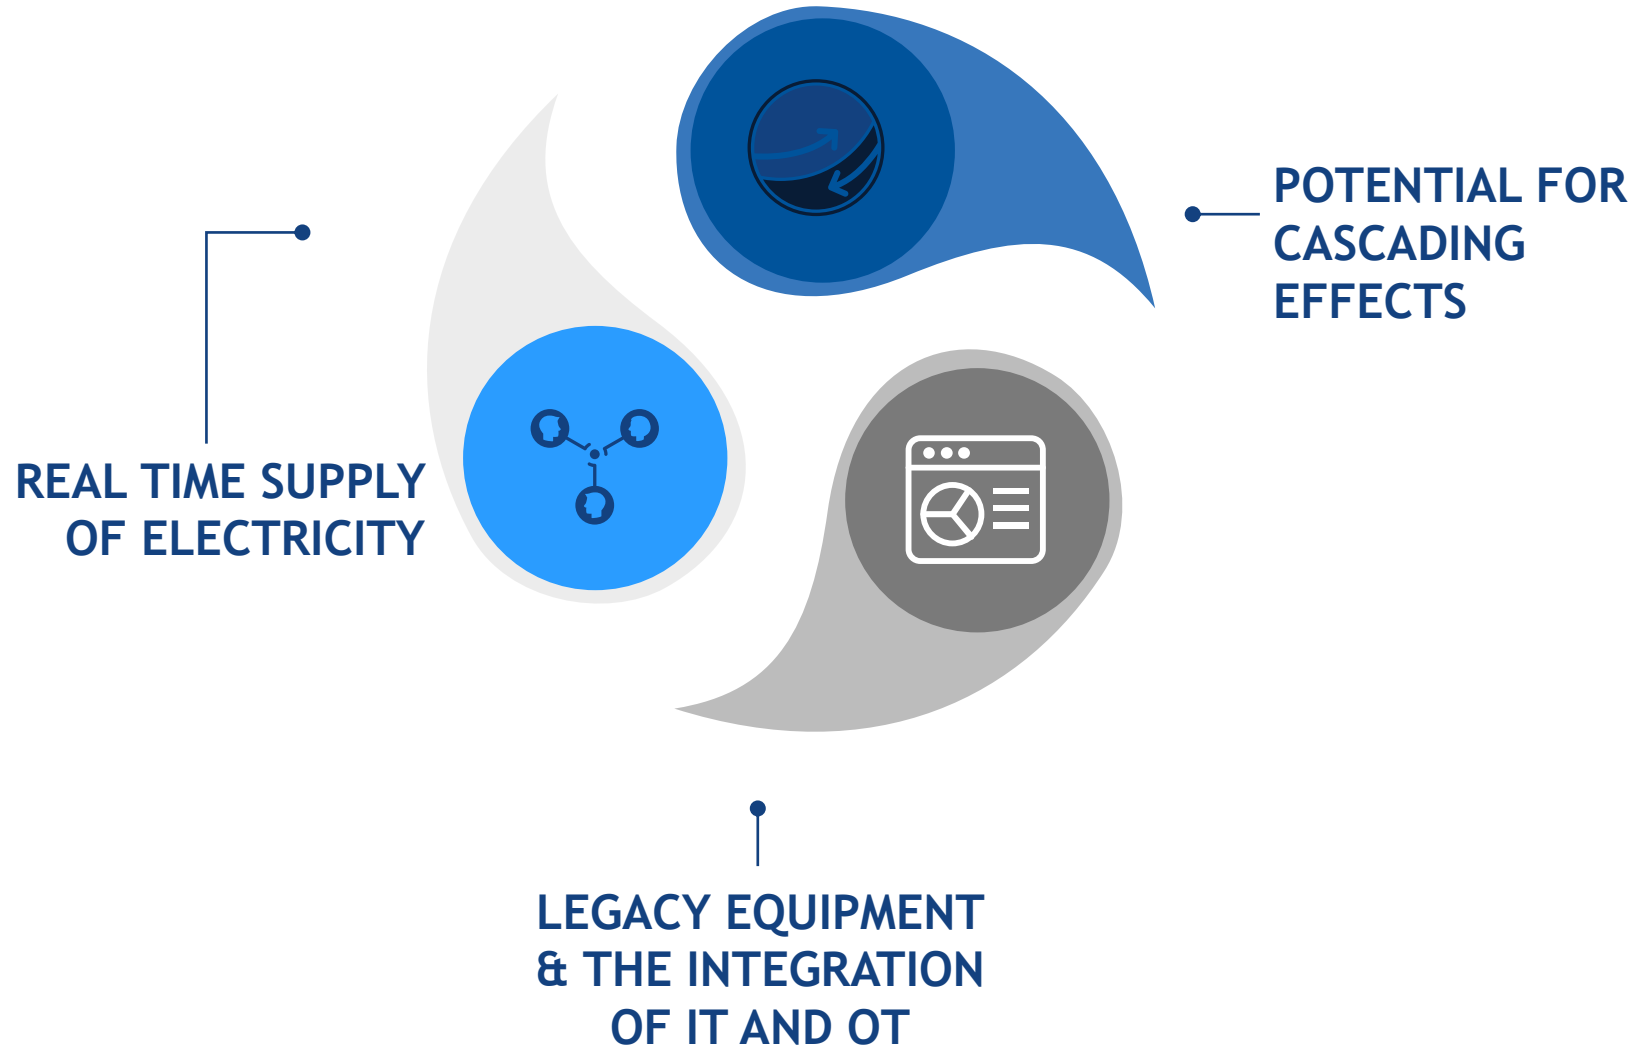 POTENTIAL FOR
CASCADING
EFFECTS
REAL TIME SUPPLY
OF ELECTRICITY
LEGACY EQUIPMENT
& THE INTEGRATION
OF IT AND OT